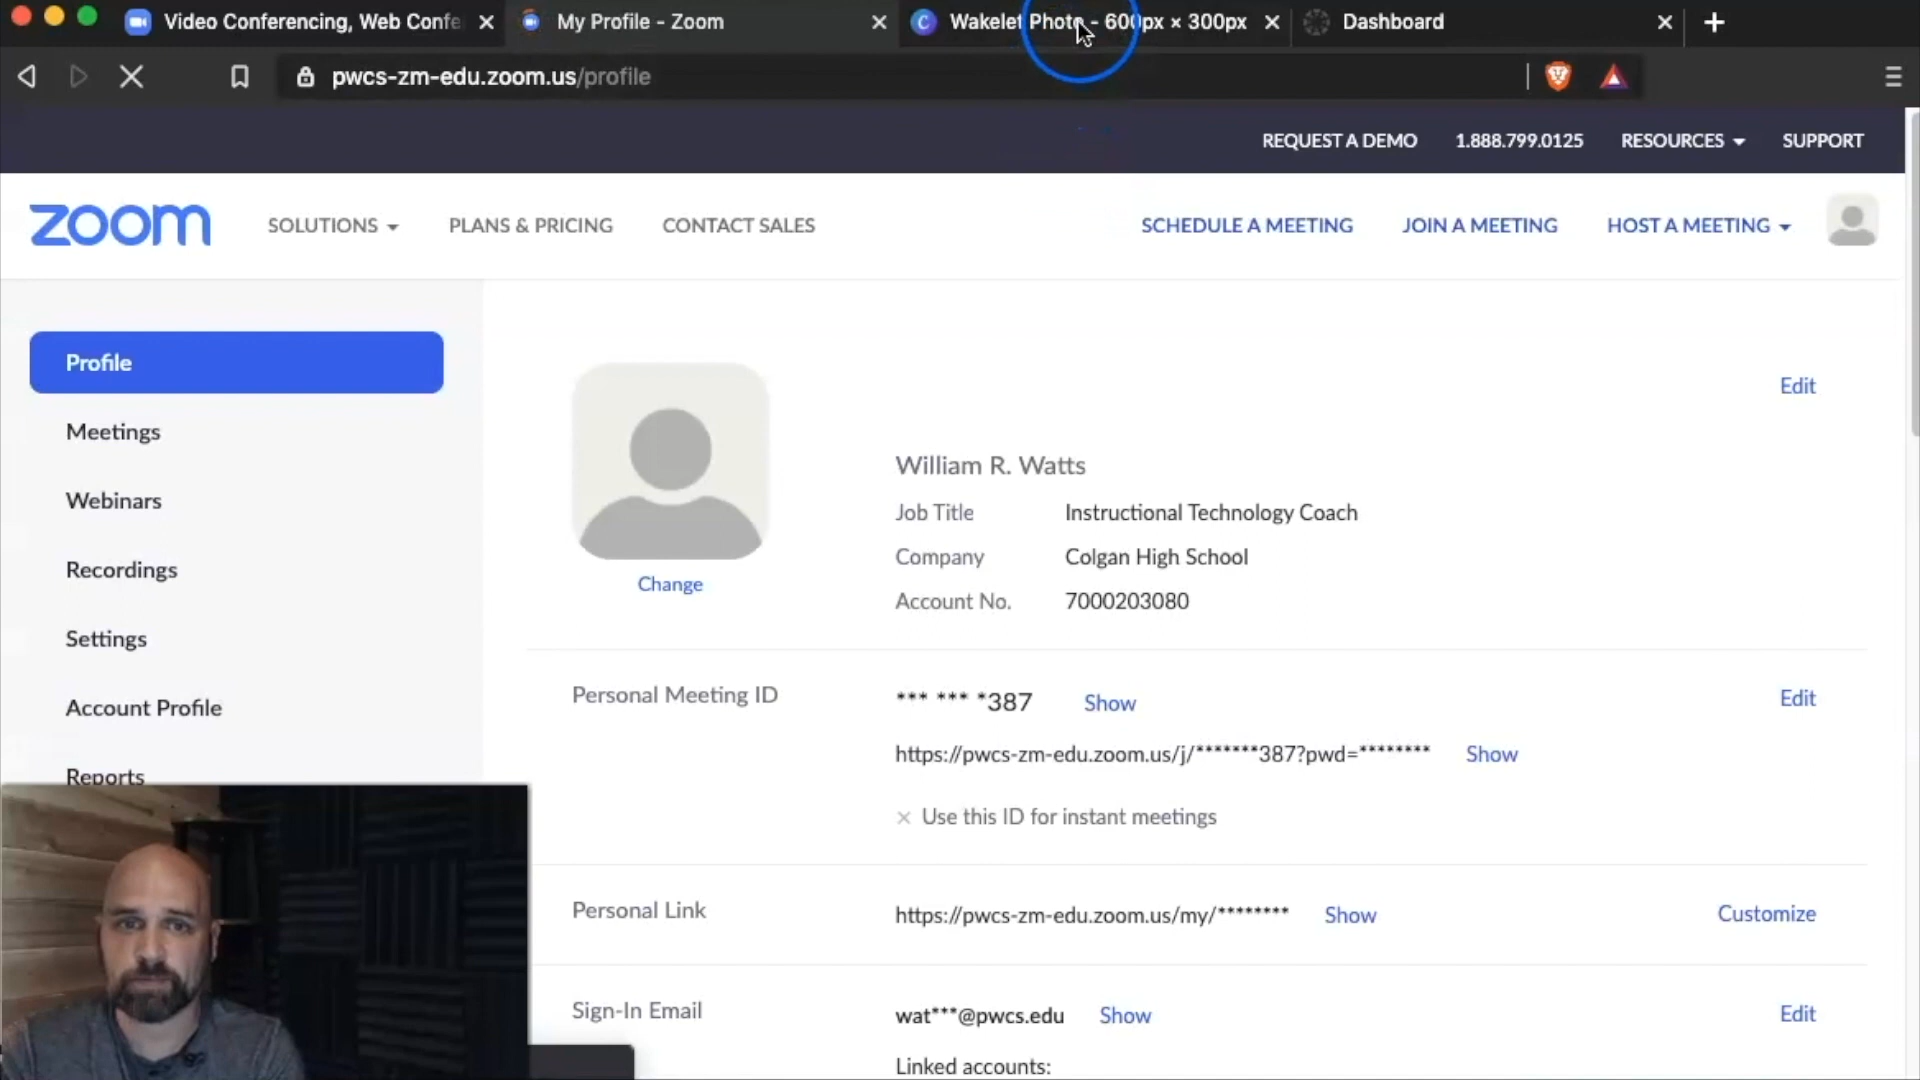 Video Conferencing, Web Confe
My Profile - Zoom
Wakelet Photo - 600px × 300px
Dashboard
pwcs-zm-edu.zoom.us/profile
REQUEST A DEMO
1.888.799.0125
RESOURCES
SUPPORT
zoom
SOLUTIONS
PLANS & PRICING
CONTACT SALES
SCHEDULE A MEETING
JOIN A MEETING
HOST A MEETING
Profile
Meetings
Webinars
Recordings
Settings
Account Profile
Reports
Change
Edit
William R. Watts
Job Title Instructional Technology Coach
Company Colgan High School
Account No. 7000203080
Personal Meeting ID
*** *** *387 Show
Edit
https://pwcs-zm-edu.zoom.us/j/*******387?pwd=******** Show
× Use this ID for instant meetings
Personal Link
https://pwcs-zm-edu.zoom.us/my/******** Show
Customize
Sign-In Email
wat***@pwcs.edu Show
Edit
Linked accounts: